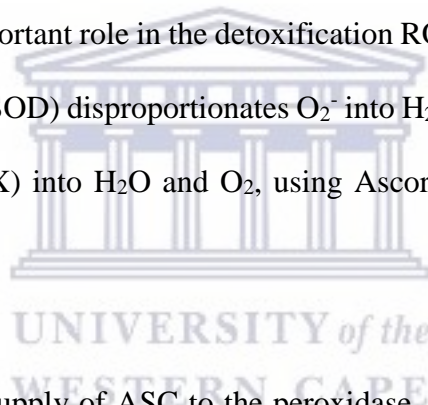 ortant role in the detoxification RO
SOD) disproportionates O₂⁻ into H₂
X) into H₂O and O₂, using Ascor
UNIVERSITY of the
upply of ASC to the peroxidase
WESTERN CAPE